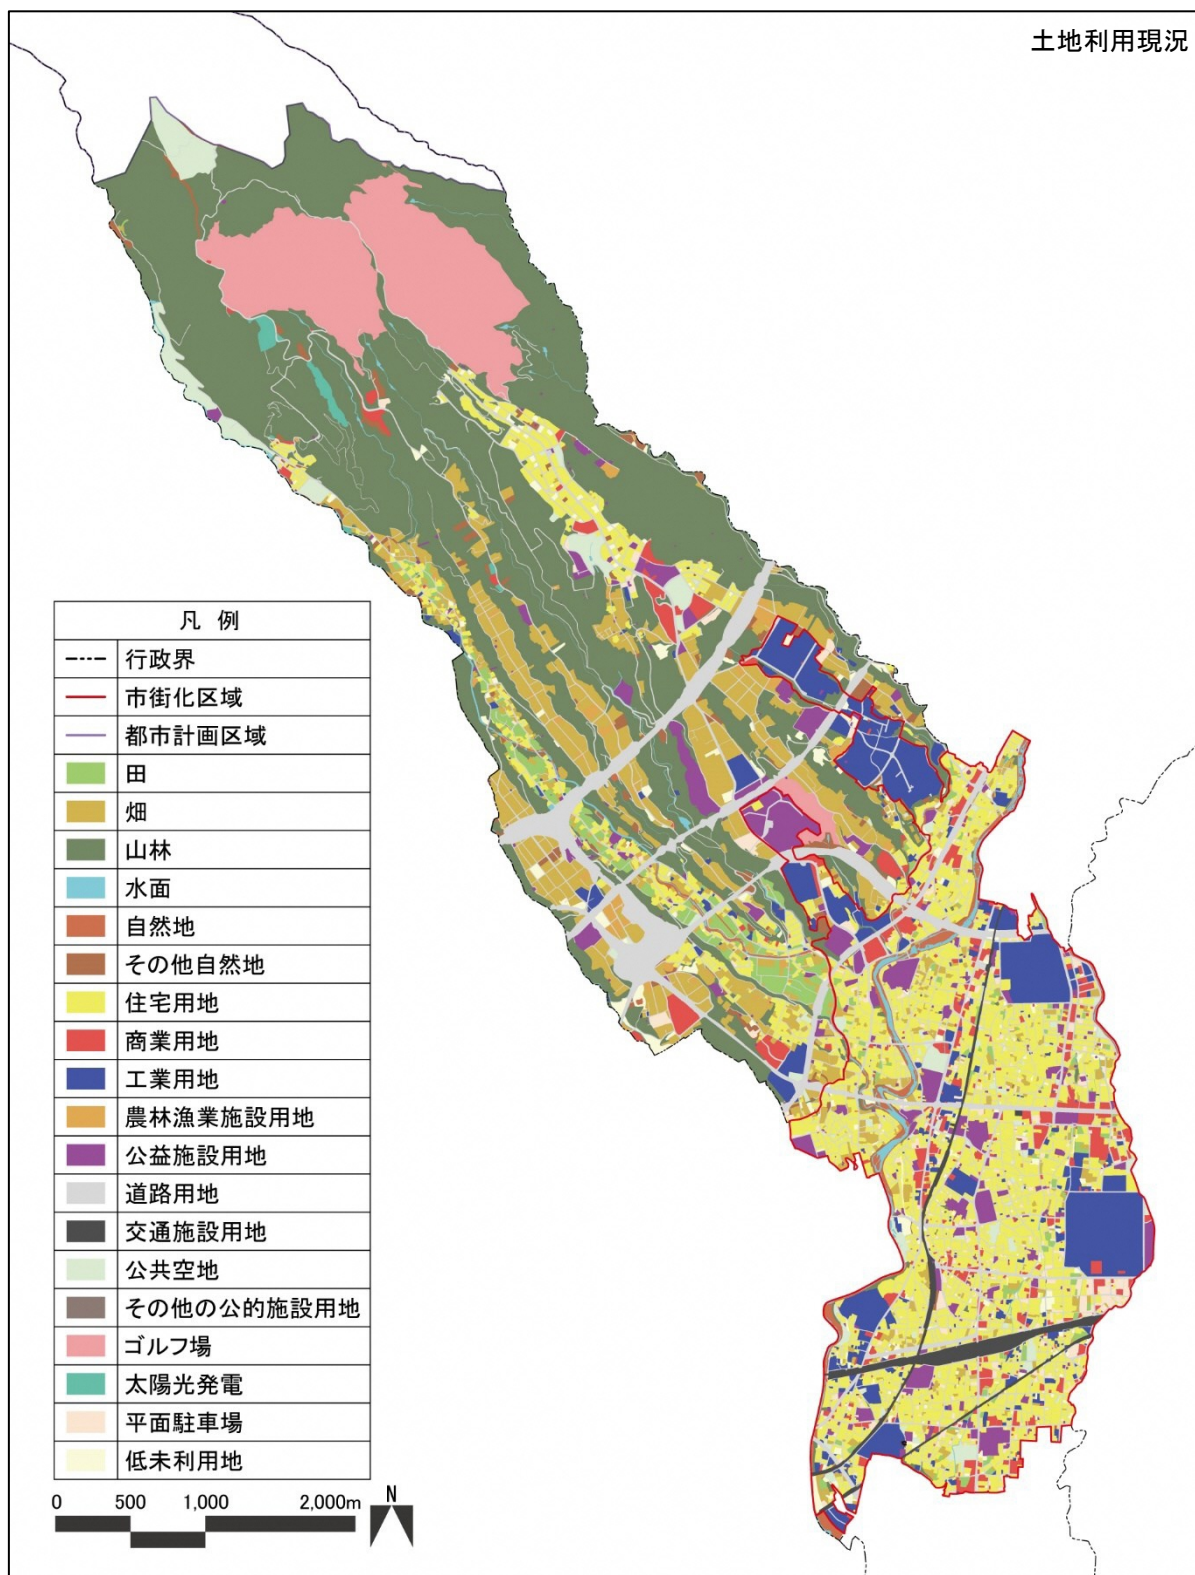 土地利用現況
凡 例
行政界
市街化区域
都市計画区域
田
畑
山林
水面
自然地
その他自然地
住宅用地
商業用地
工業用地
農林漁業施設用地
公益施設用地
道路用地
交通施設用地
公共空地
その他の公的施設用地
ゴルフ場
太陽光発電
平面駐車場
低未利用地
0 500 1,000 2,000m
N